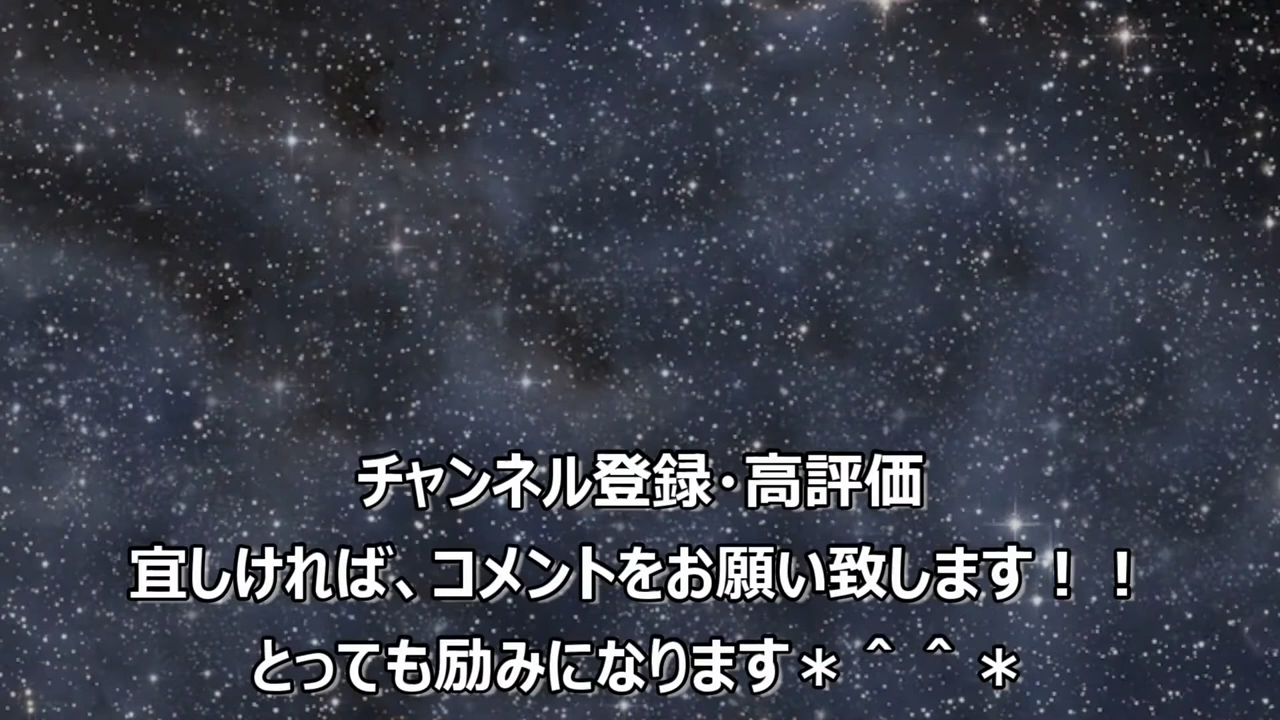 チャンネル登録・高評価
宜しければ、コメントをお願い致します！！
とっても励みになります＊＾＾＊